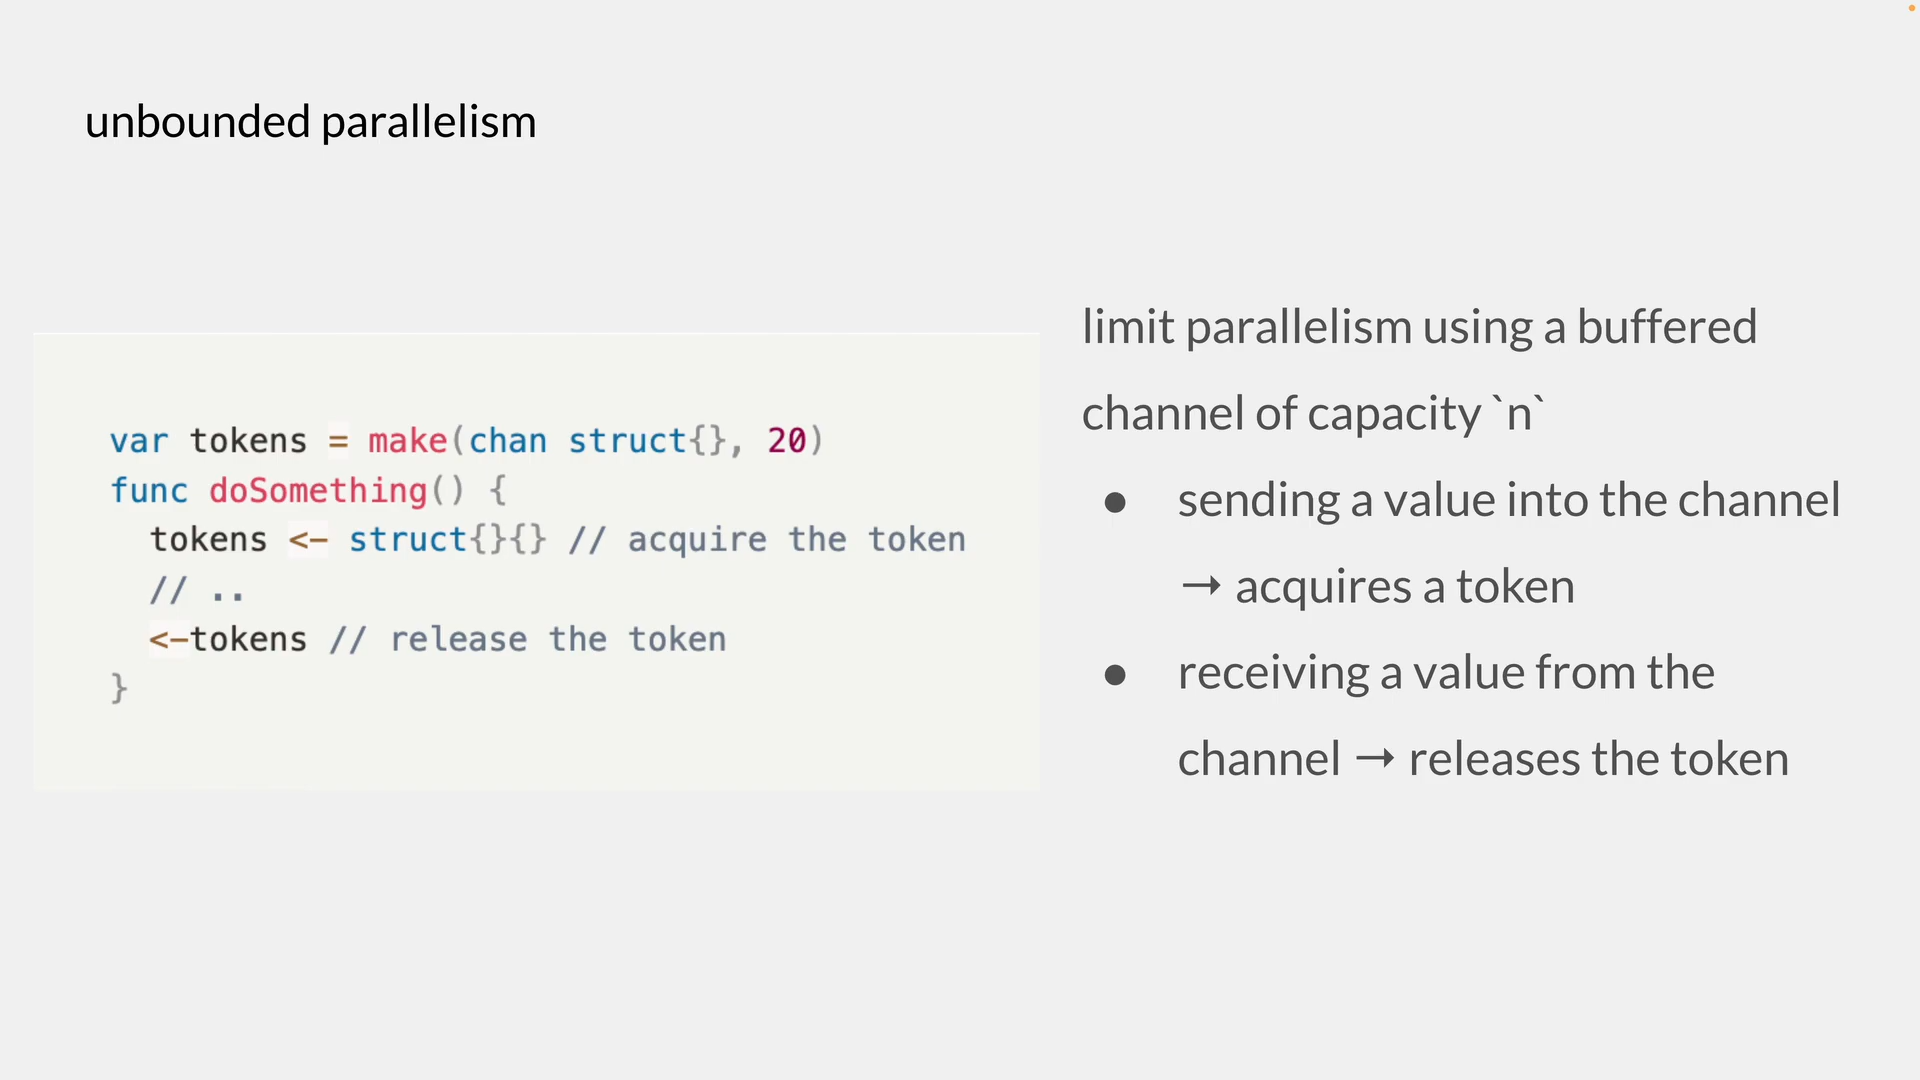 unbounded parallelism
var tokens = make(chan struct{}, 20)
func doSomething() {
  tokens <- struct{}{} // acquire the token
  // ..
  <-tokens // release the token
}
limit parallelism using a buffered
channel of capacity `n`
● sending a value into the channel
→ acquires a token
● receiving a value from the
channel → releases the token